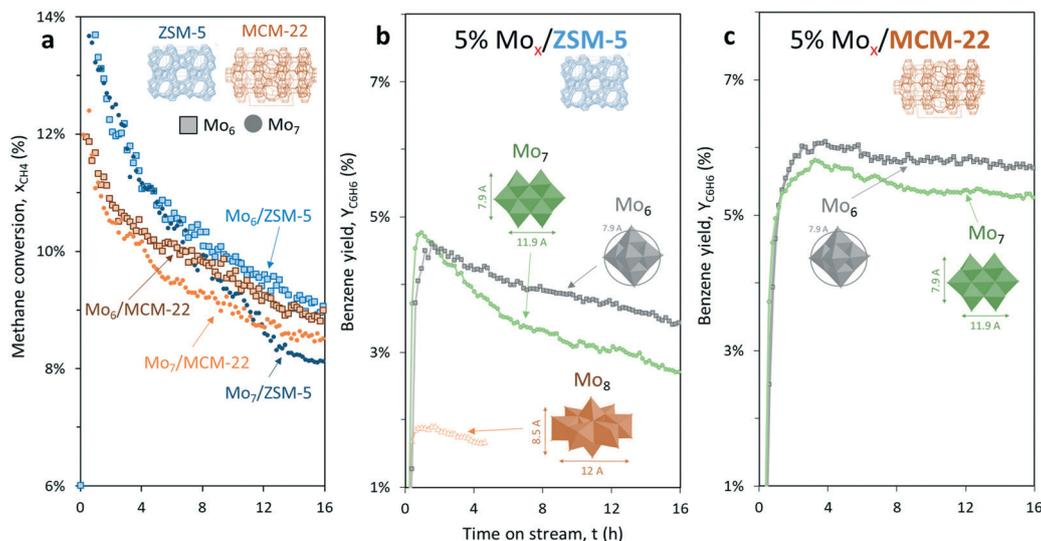 a
ZSM-5
MCM-22
Mo6
Mo7
Mo6/ZSM-5
Mo6/MCM-22
Mo7/MCM-22
Mo7/ZSM-5
Methane conversion, xCH4 (%)
14%
12%
10%
8%
6%
0
4
8
12
16
b
5% Mox/ZSM-5
Mo7
7.9 A
11.9 A
Mo6
7.9 A
Mo8
8.5 A
12 A
Benzene yield, YC6H6 (%)
7%
5%
3%
1%
0
4
8
12
16
Time on stream, t (h)
c
5% Mox/MCM-22
Mo6
7.9 A
Mo7
7.9 A
11.9 A
Benzene yield, YC6H6 (%)
7%
5%
3%
1%
0
4
8
12
16